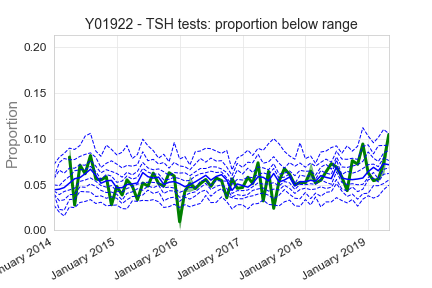 Y01922 - TSH tests: proportion below range
Proportion
0.20
0.15
0.10
0.05
0.00
2014
January 2015
January 2016
January 2017
January 2018
January 2019